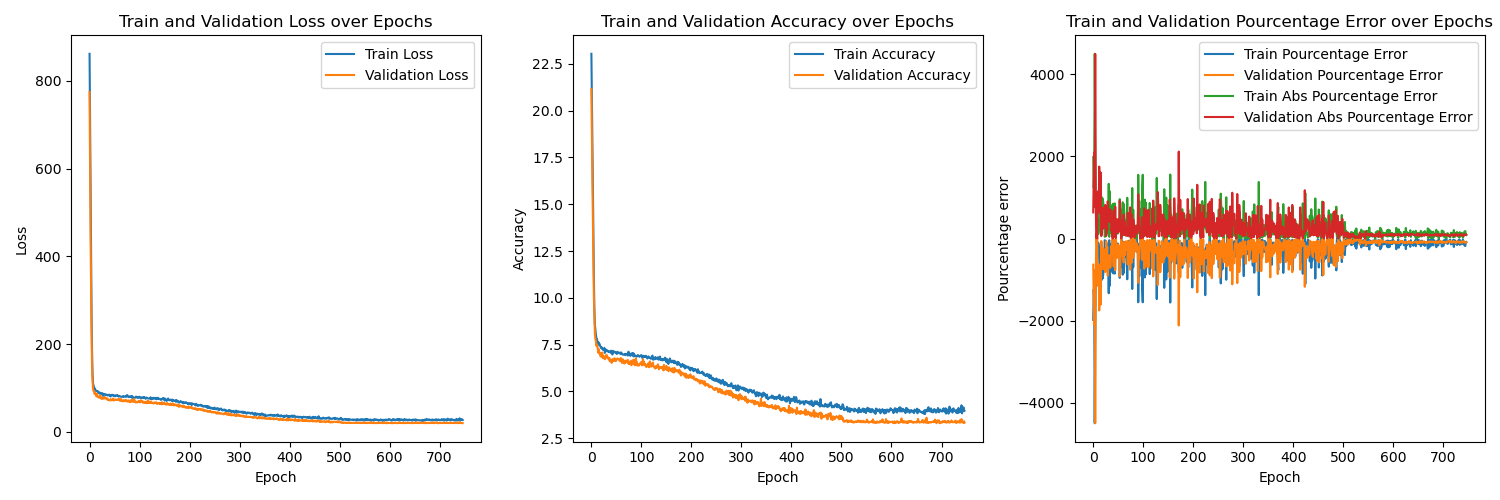 Train and Validation Loss over Epochs
Train Loss
Validation Loss
800
600
400
200
0
Loss
0 100 200 300 400 500 600 700
Epoch
Train and Validation Accuracy over Epochs
Train Accuracy
Validation Accuracy
22.5
20.0
17.5
15.0
12.5
10.0
7.5
5.0
2.5
Accuracy
0 100 200 300 400 500 600 700
Epoch
Train and Validation Pourcentage Error over Epochs
Train Pourcentage Error
Validation Pourcentage Error
Train Abs Pourcentage Error
Validation Abs Pourcentage Error
4000
2000
0
−2000
−4000
Pourcentage error
0 100 200 300 400 500 600 700
Epoch